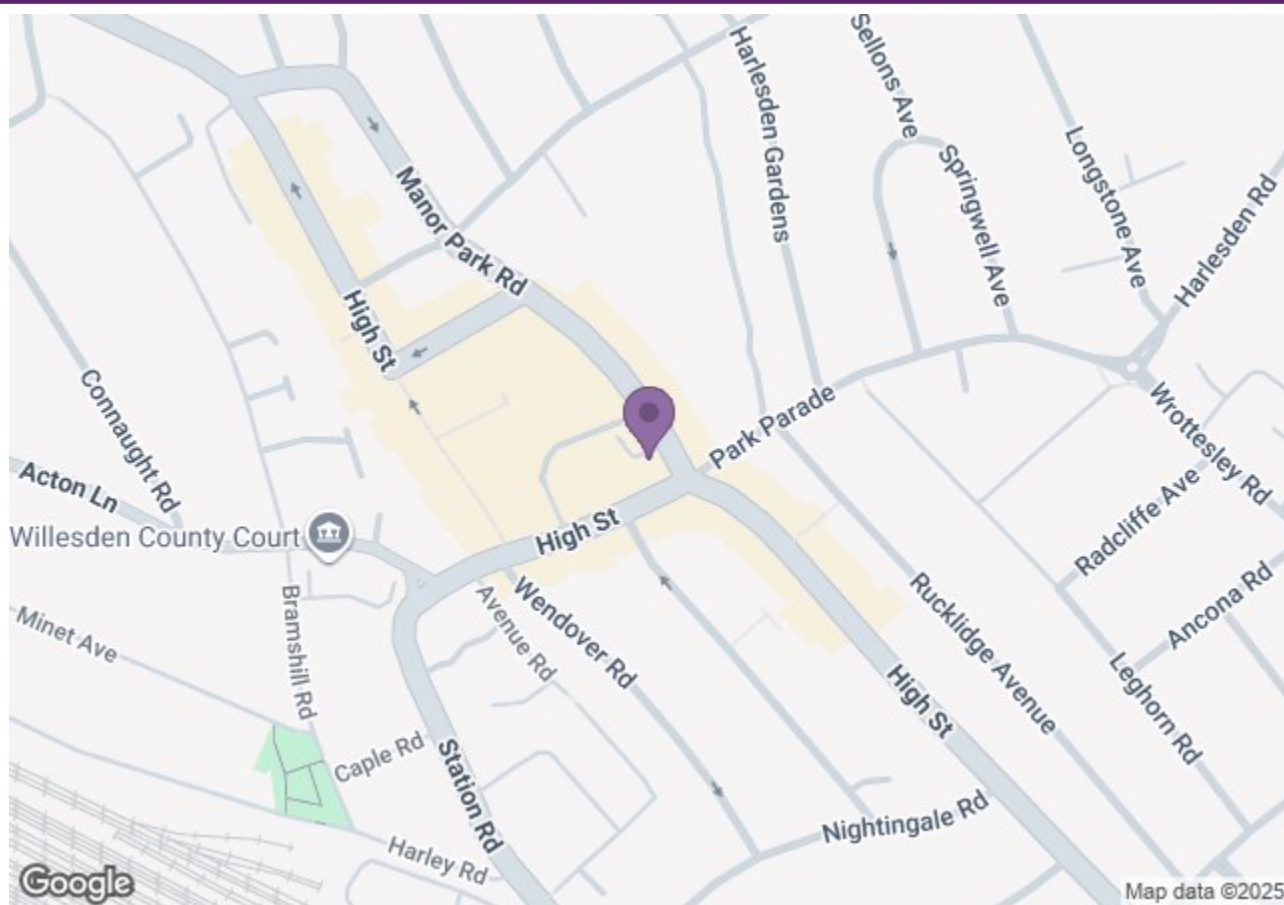 Sellons Ave
Harlesden Gardens
Longstone Ave
Springwell Ave
Harlesden Rd
Manor Park Rd
High St
Connaught Rd
Park Parade
Wrottesley Rd
Acton Ln
Radcliffe Ave
Willesden County Court
High St
Ancona Rd
Bramshill Rd
Wendover Rd
Avenue Rd
Rucklidge Avenue
Minet Ave
Leghorn Rd
High St
Caple Rd
Station Rd
Nightingale Rd
Harley Rd
Google
Map data ©2025